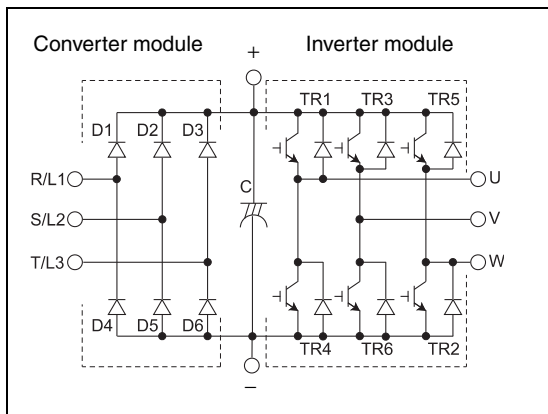 Converter module
Inverter module
+
TR1 TR3 TR5
D1 D2 D3
R/L1
C
U
S/L2
V
T/L3
W
D4 D5 D6
TR4 TR6 TR2
−